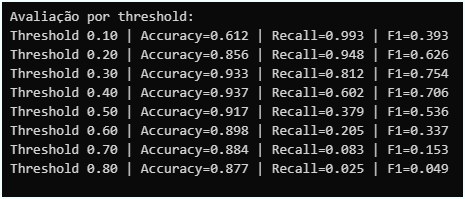 Avaliação por threshold:
Threshold 0.10 | Accuracy=0.612 | Recall=0.993 | F1=0.393
Threshold 0.20 | Accuracy=0.856 | Recall=0.948 | F1=0.626
Threshold 0.30 | Accuracy=0.933 | Recall=0.812 | F1=0.754
Threshold 0.40 | Accuracy=0.937 | Recall=0.602 | F1=0.706
Threshold 0.50 | Accuracy=0.917 | Recall=0.379 | F1=0.536
Threshold 0.60 | Accuracy=0.898 | Recall=0.205 | F1=0.337
Threshold 0.70 | Accuracy=0.884 | Recall=0.083 | F1=0.153
Threshold 0.80 | Accuracy=0.877 | Recall=0.025 | F1=0.049